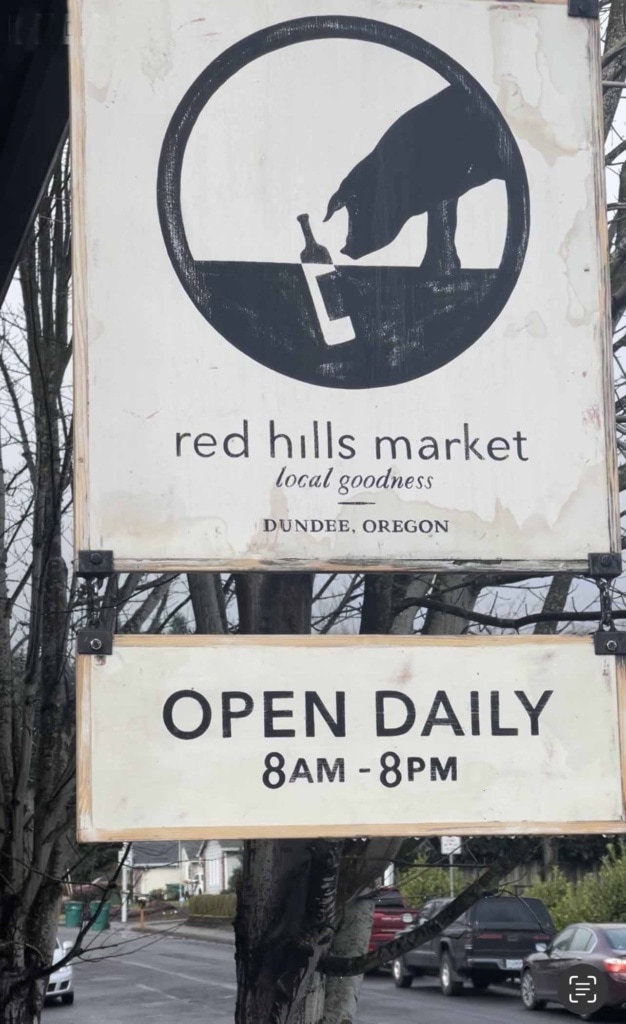 red hills market
local goodness
DUNDEE, OREGON
OPEN DAILY
8AM - 8PM